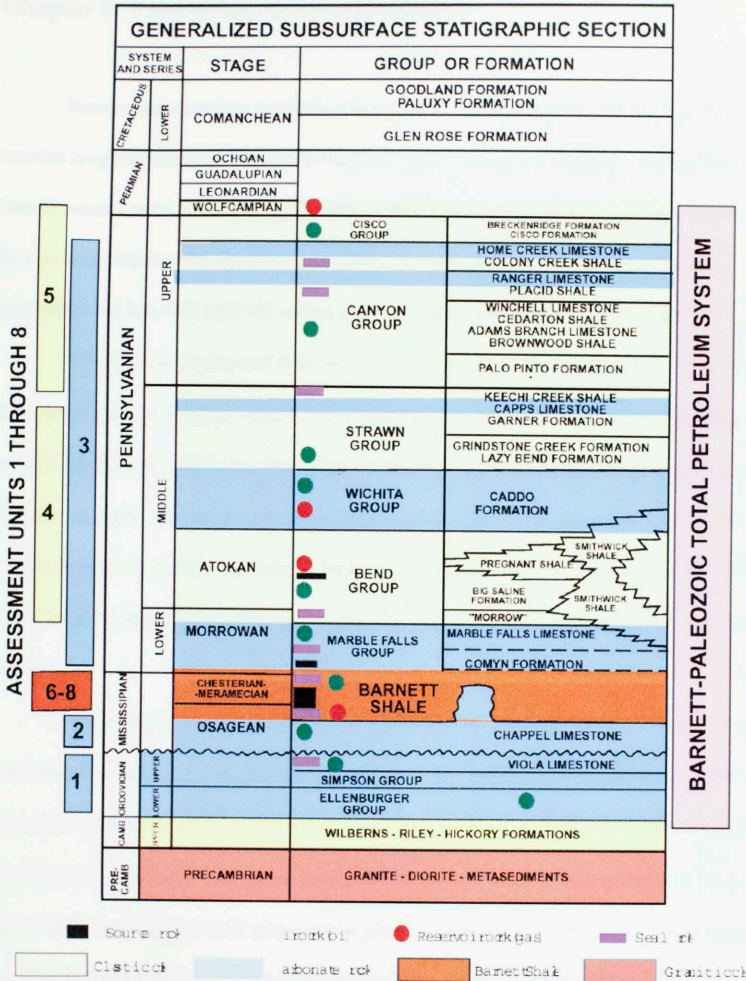 GENERALIZED SUBSURFACE STATIGRAPHIC SECTION
SYSTEM AND SERIES
STAGE
GROUP OR FORMATION
CRETACEOUS
LOWER
COMANCHEAN
GOODLAND FORMATION
PALUXY FORMATION
GLEN ROSE FORMATION
PERMIAN
OCHOAN
GUADALUPIAN
LEONARDIAN
WOLFCAMPIAN
PENNSYLVANIAN
UPPER
CISCO
GROUP
BRECKENRIDGE FORMATION
CISCO FORMATION
HOME CREEK LIMESTONE
COLONY CREEK SHALE
RANGER LIMESTONE
PLACID SHALE
CANYON
GROUP
WINCHELL LIMESTONE
CEDARTON SHALE
ADAMS BRANCH LIMESTONE
BROWNWOOD SHALE
PALO PINTO FORMATION
MIDDLE
KEECHI CREEK SHALE
CAPPS LIMESTONE
GARNER FORMATION
STRAWN
GROUP
GRINDSTONE CREEK FORMATION
LAZY BEND FORMATION
WICHITA
GROUP
CADDO
FORMATION
ATOKAN
BEND
GROUP
SMITHWICK
SHALE
PREGNANT SHALE
BIG SALINE
FORMATION
SMITHWICK
SHALE
"MORROW"
LOWER
MORROWAN
MARBLE FALLS
GROUP
MARBLE FALLS LIMESTONE
COMYN FORMATION
MISSISSIPIAN
CHESTERIAN-
MERAMECIAN
BARNETT
SHALE
OSAGEAN
CHAPPEL LIMESTONE
ORDOVICIAN
UPPER
VIOLA LIMESTONE
SIMPSON GROUP
LOWER
ELLENBURGER
GROUP
CAMB
UPPER
WILBERNS - RILEY - HICKORY FORMATIONS
PRE-
CAMB
PRECAMBRIAN
GRANITE - DIORITE - METASEDIMENTS
ASSESSMENT UNITS 1 THROUGH 8
5
3
4
6-8
2
1
BARNETT-PALEOZOIC TOTAL PETROLEUM SYSTEM